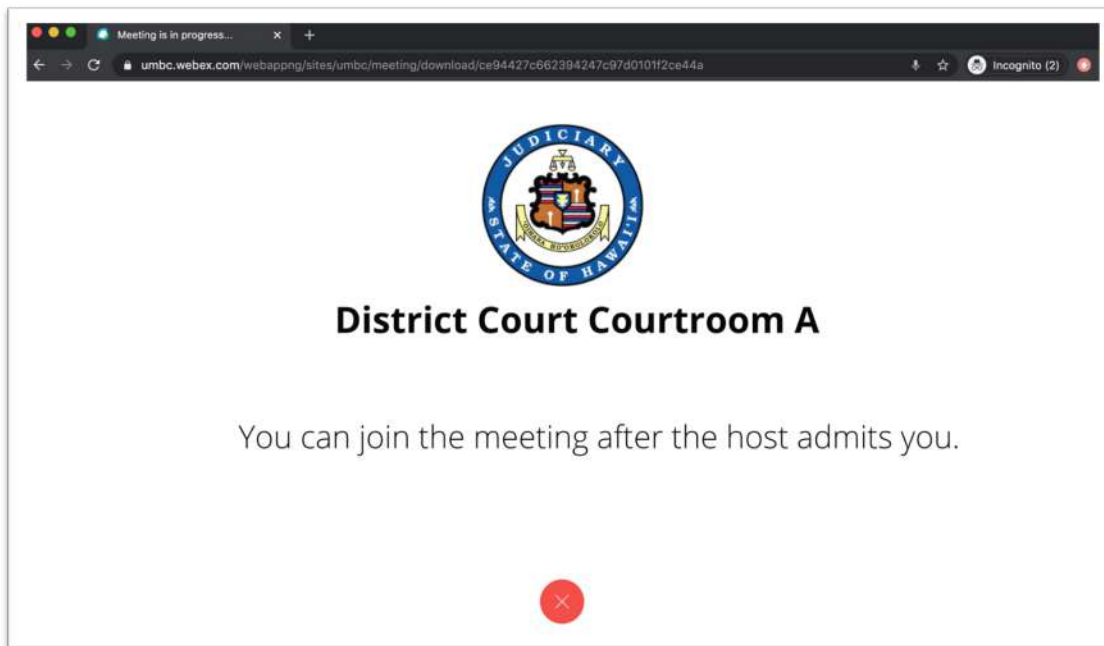 Meeting is in progress...
umbc.webex.com/webappng/sites/umbc/meeting/download/ce94427c662394247c97d0101f2ce44a
Incognito (2)
JUDICIARY
STATE OF HAWAI'I
District Court Courtroom A
You can join the meeting after the host admits you.